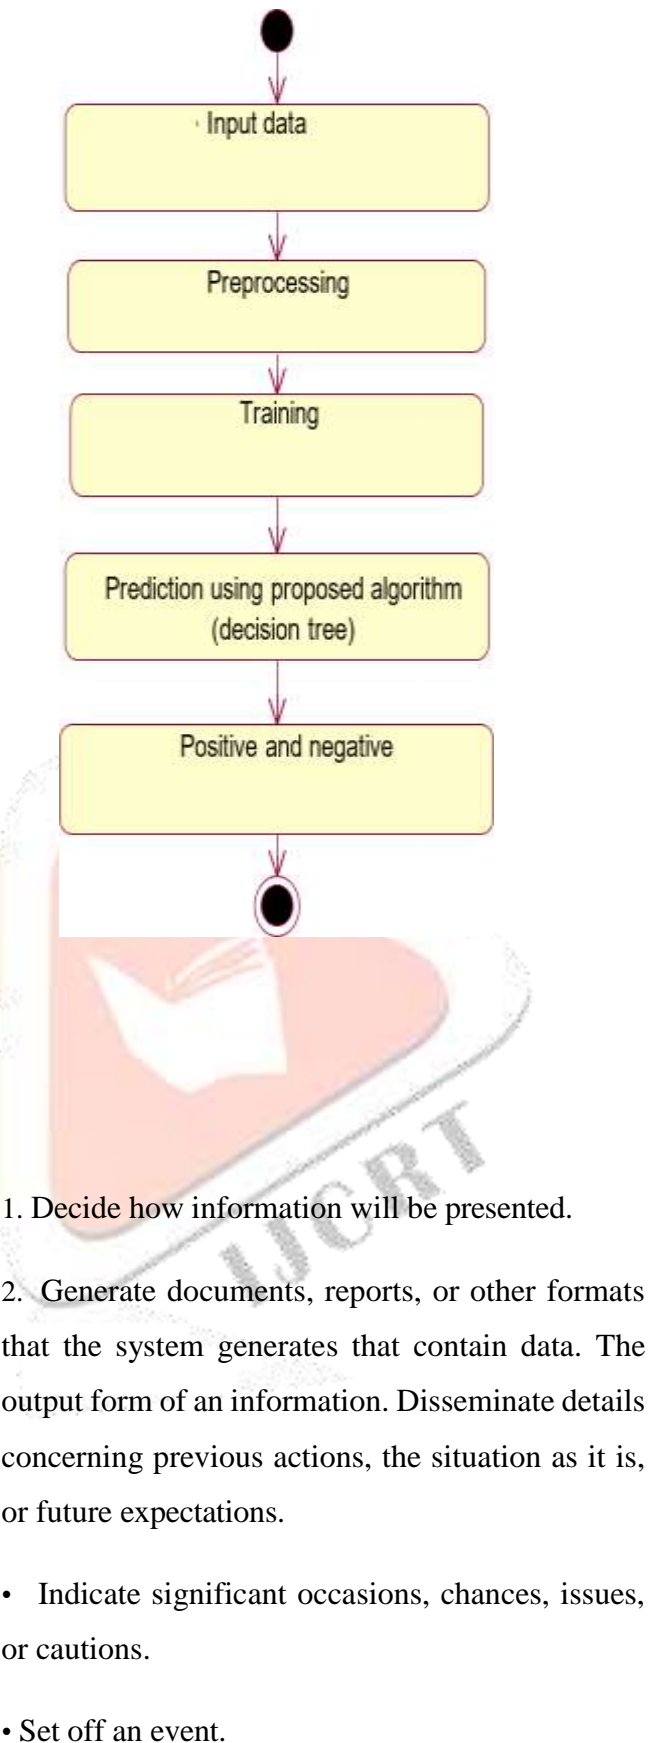 Input data
Preprocessing
Training
Prediction using proposed algorithm
(decision tree)
Positive and negative
IJCRT
1. Decide how information will be presented.
2. Generate documents, reports, or other formats
that the system generates that contain data. The
output form of an information. Disseminate details
concerning previous actions, the situation as it is,
or future expectations.
• Indicate significant occasions, chances, issues,
or cautions.
• Set off an event.